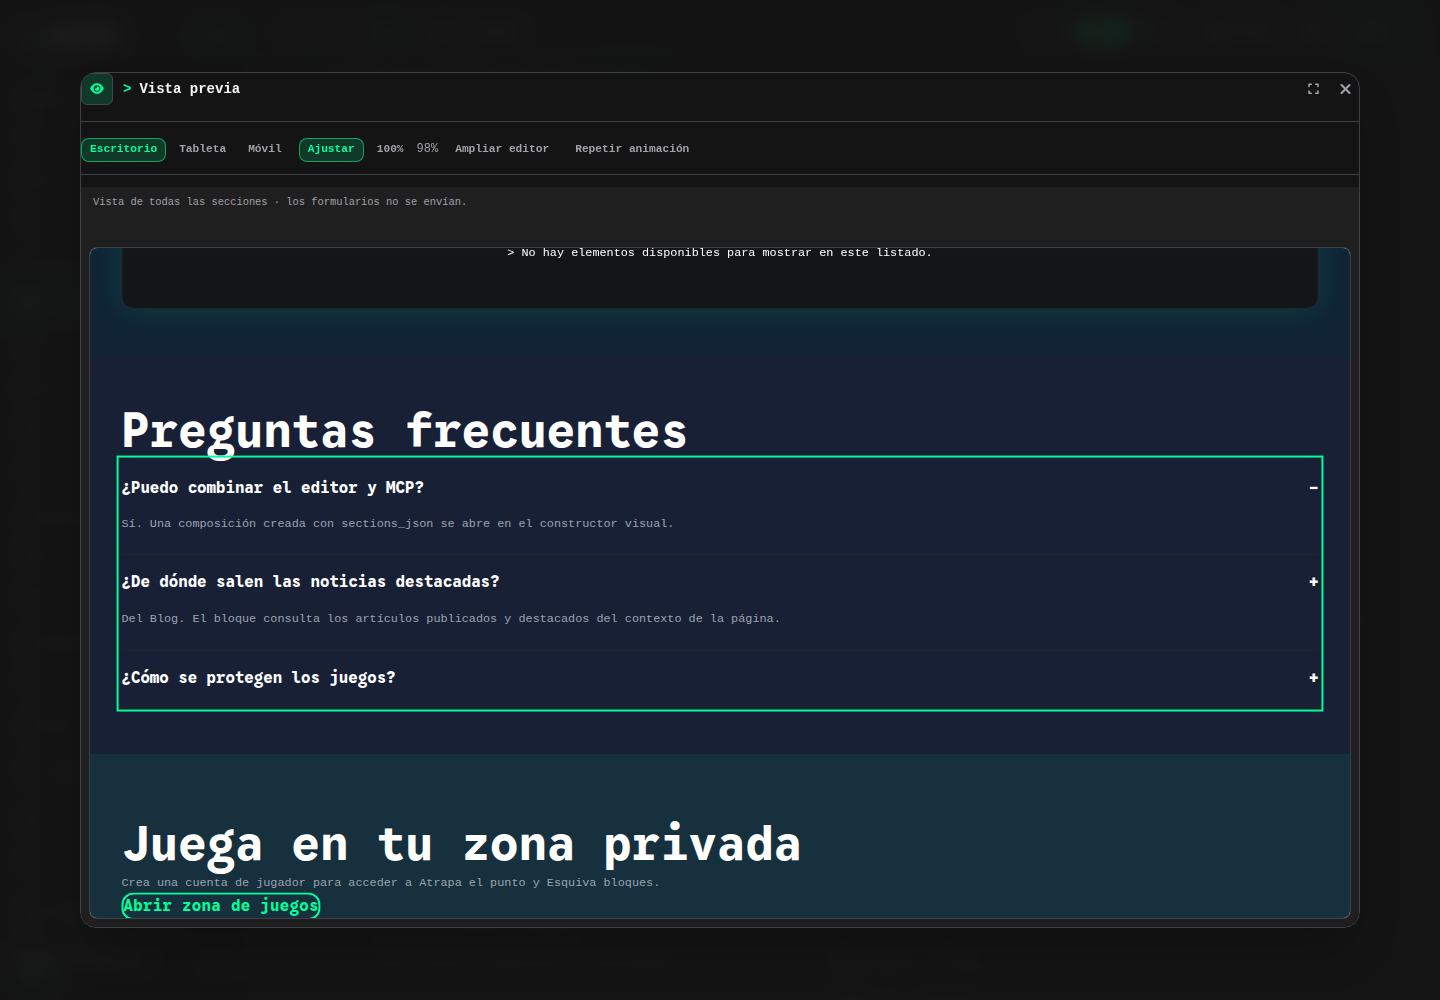 > Vista previa
Escritorio Tableta Móvil Ajustar 100% 98% Ampliar editor Repetir animación
Vista de todas las secciones · los formularios no se envían.
> No hay elementos disponibles para mostrar en este listado.
Preguntas frecuentes
¿Puedo combinar el editor y MCP? −
Sí. Una composición creada con sections_json se abre en el constructor visual.
¿De dónde salen las noticias destacadas? +
Del Blog. El bloque consulta los artículos publicados y destacados del contexto de la página.
¿Cómo se protegen los juegos? +
Juega en tu zona privada
Crea una cuenta de jugador para acceder a Atrapa el punto y Esquiva bloques.
Abrir zona de juegos